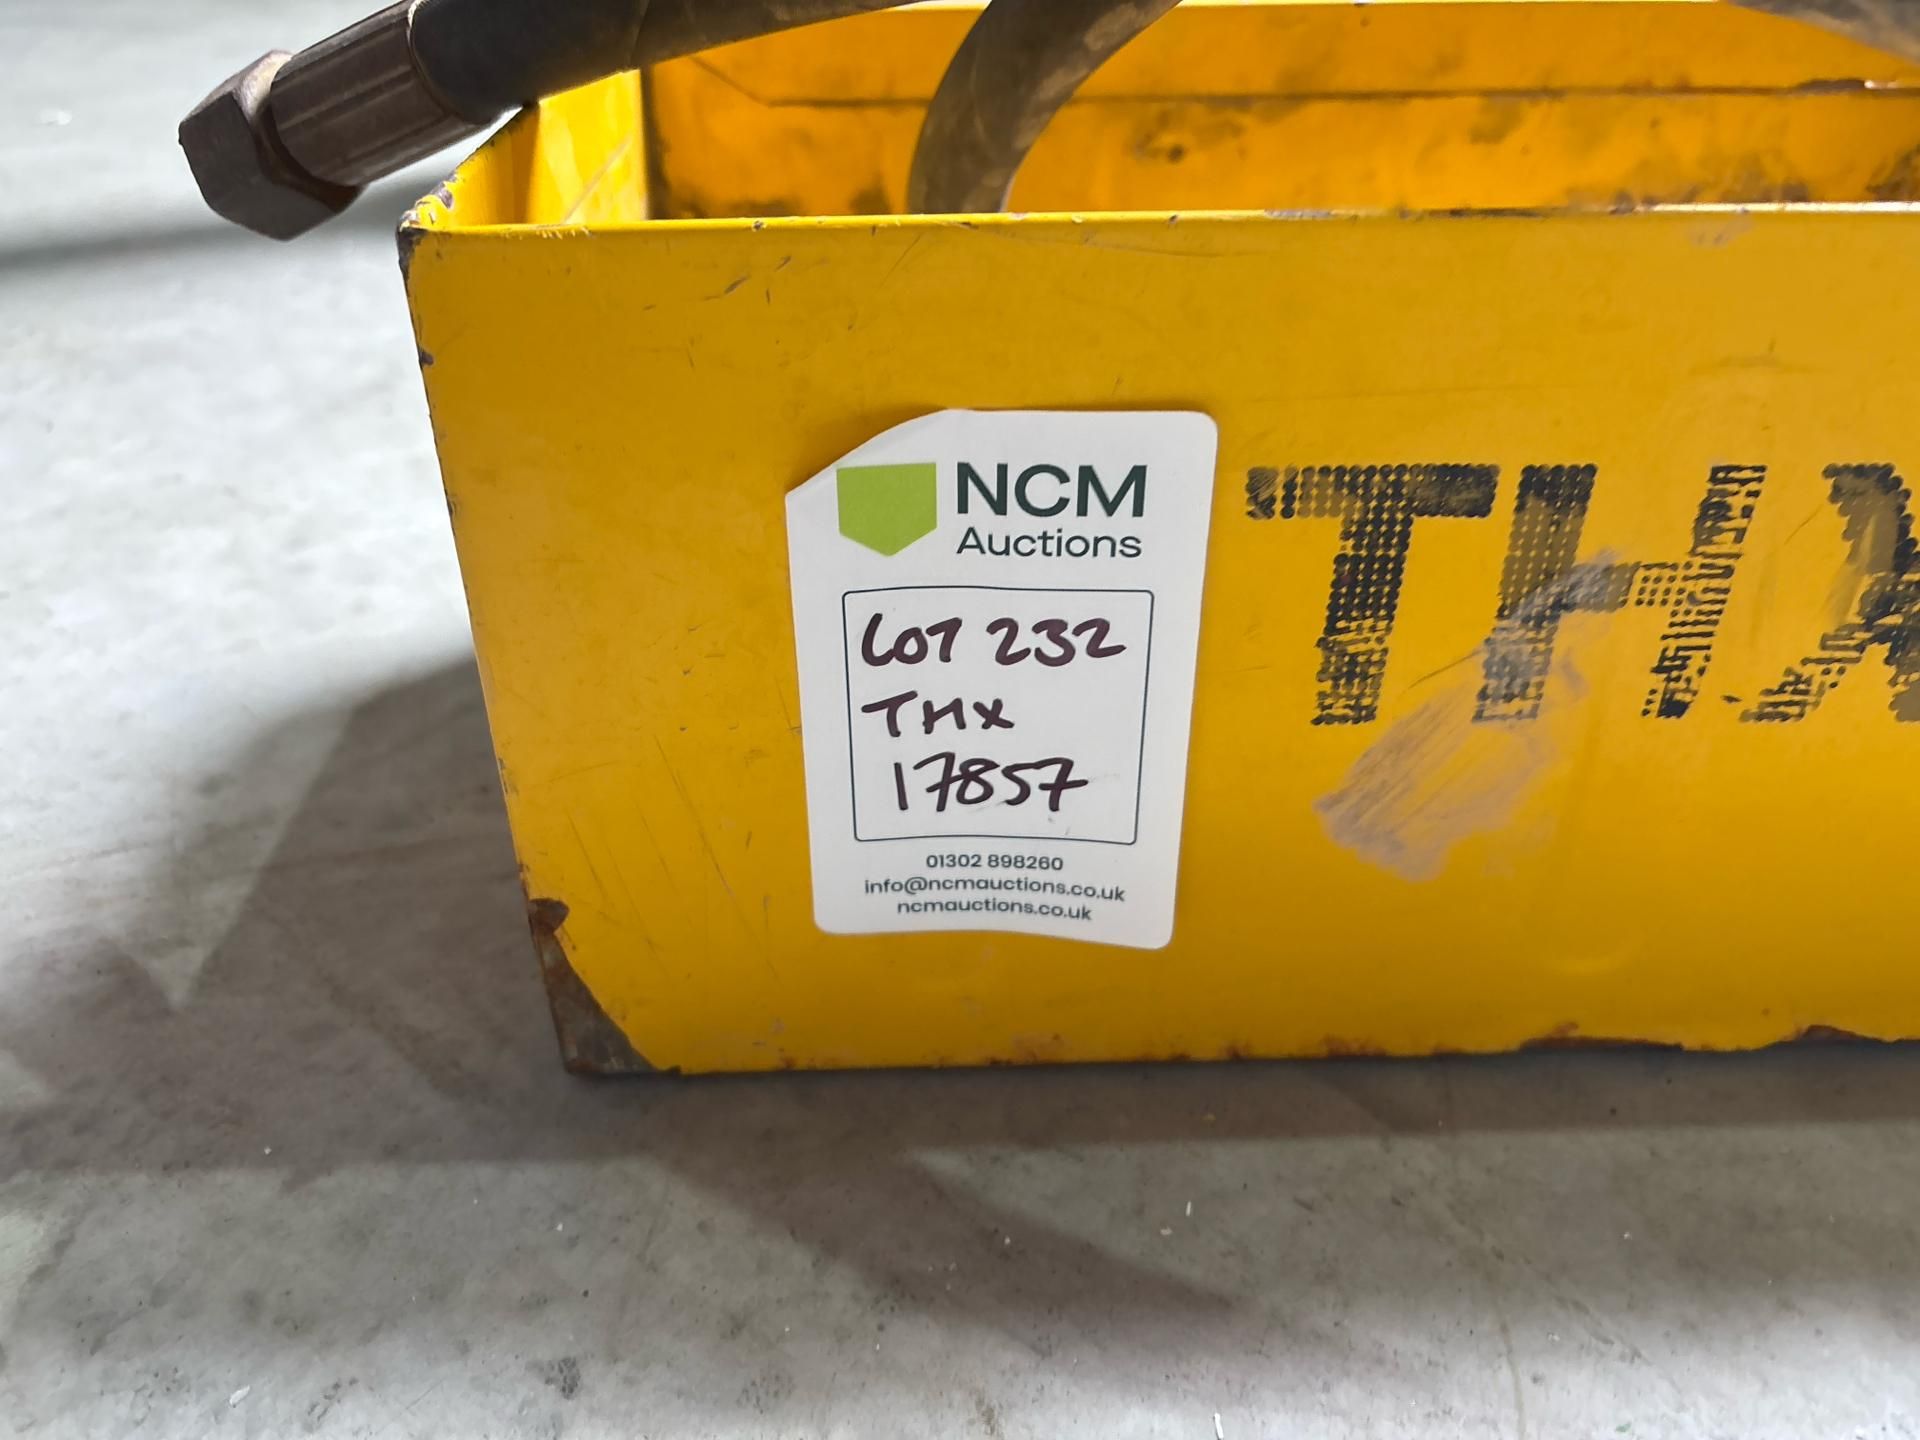 NCM
Auctions
LOT 232
THX
17857
01302 898260
info@ncmauctions.co.uk
ncmauctions.co.uk
THX